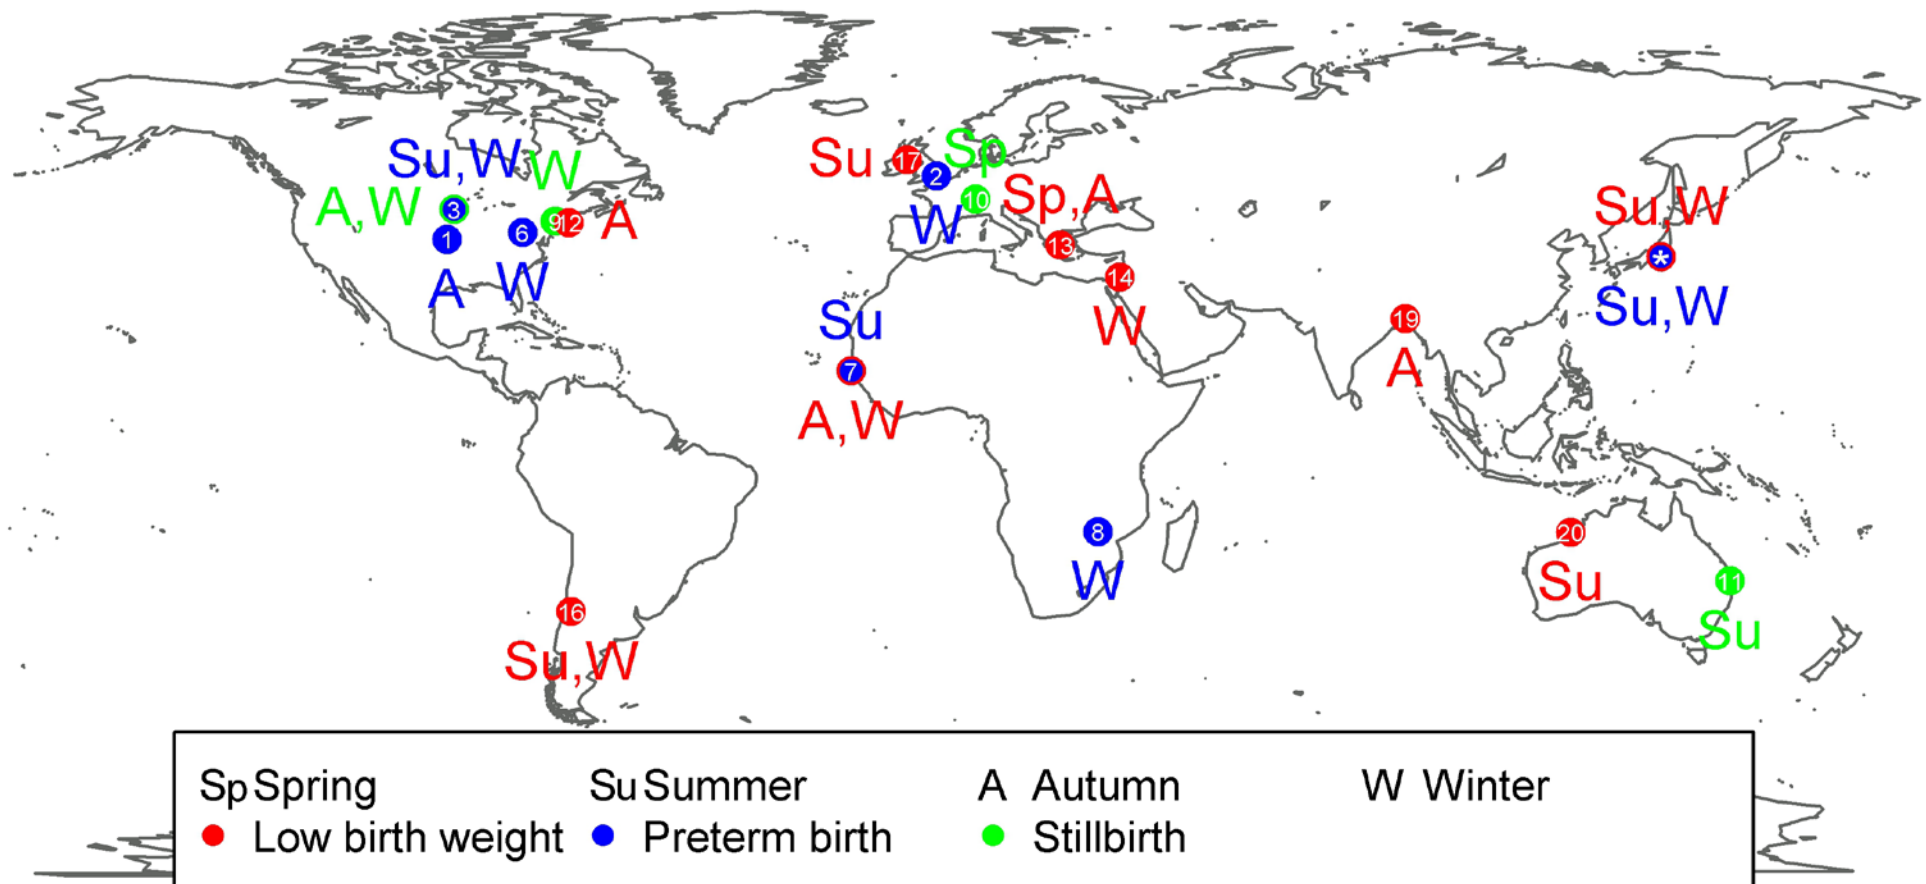 Su,W
W
A,W
3
9
12
A
1
6
A
W
Su
17
Sp
2
10
W
Sp,A
13
14
W
Su
7
A,W
Su,W
*
Su,W
19
A
8
W
20
Su
11
Su
16
Su,W
Sp Spring Su Summer A Autumn W Winter
Low birth weight Preterm birth Stillbirth